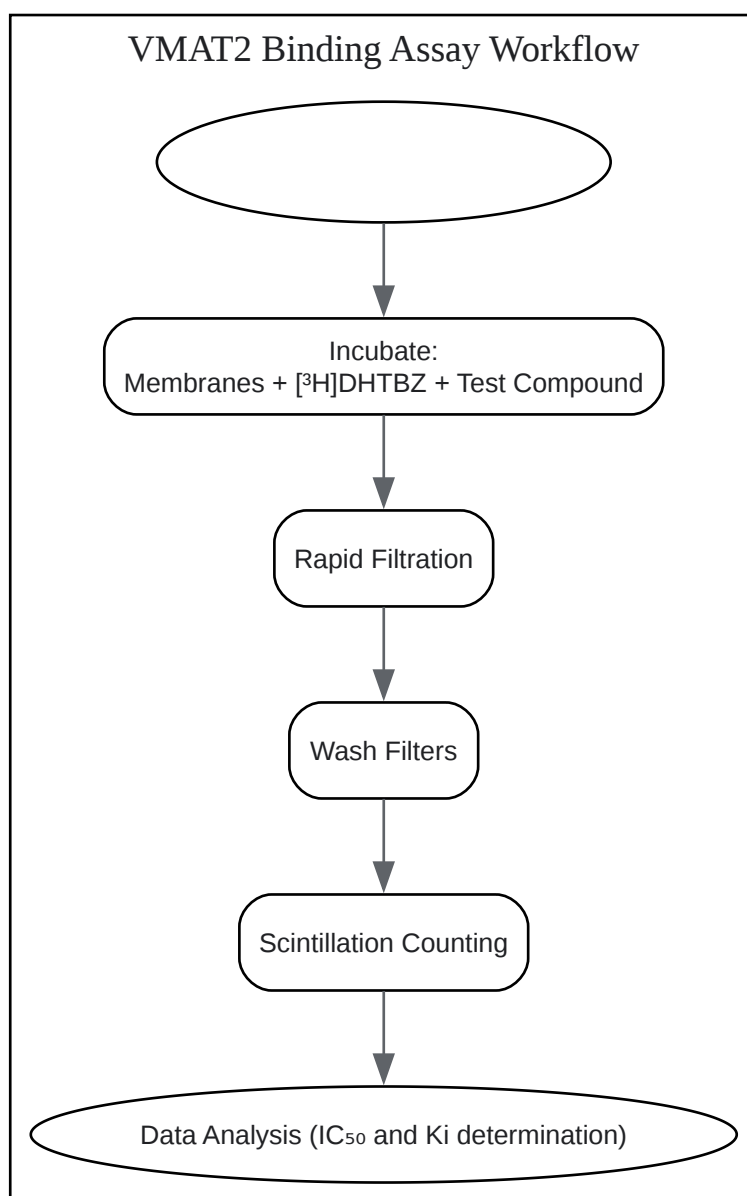 VMAT2 Binding Assay Workflow
Incubate:
Membranes + [³H]DHTBZ + Test Compound
Rapid Filtration
Wash Filters
Scintillation Counting
Data Analysis (IC₅₀ and Ki determination)